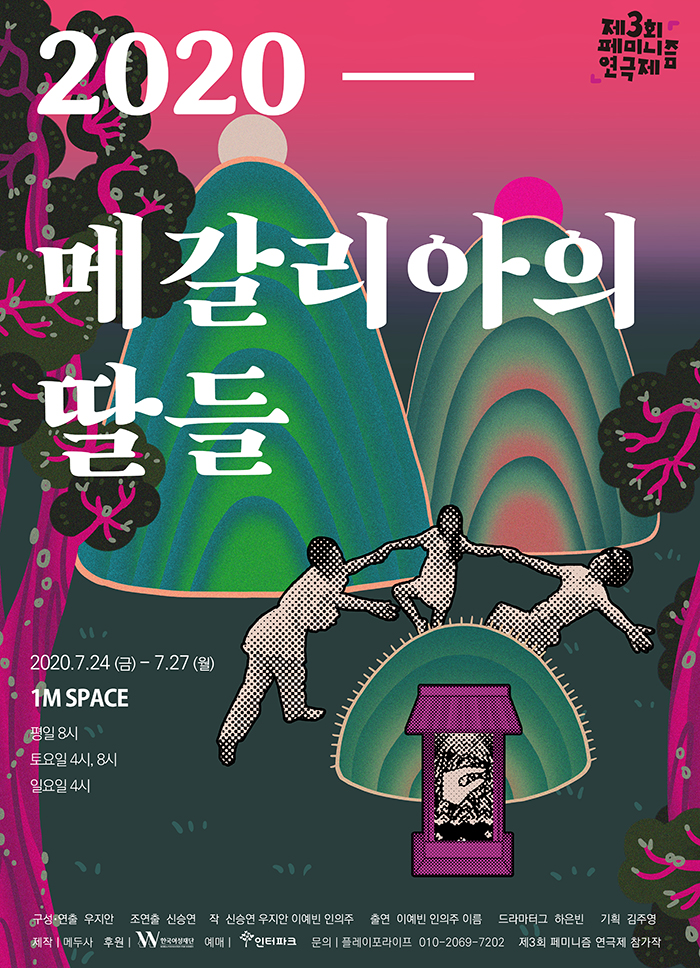 2020 —
제3회
페미니즘
연극제
메갈리아의
딸들
2020.7.24 (금) – 7.27 (월)
1M SPACE
평일 8시
토요일 4시, 8시
일요일 4시
구성·연출 우지안 조연출 신승연 작 신승연 우지안 이예빈 인의주 출연 이예빈 인의주 이름 드라마터그 하은빈 기획 김주영
제작 | 메두사 후원 | W 한국여성재단 예매 | 인터파크 문의 | 플레이포라이프 010-2069-7202 제3회 페미니즘 연극제 참가작